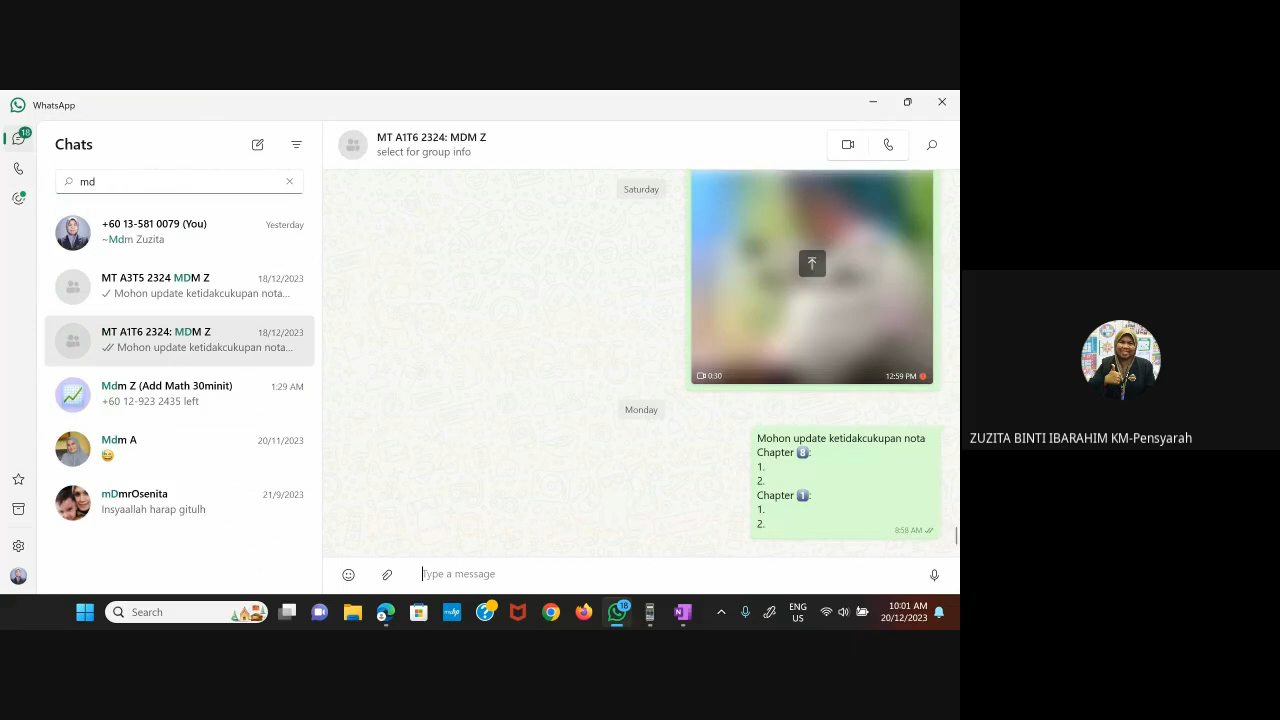 WhatsApp
18
Chats
md
+60 13-581 0079 (You)
Yesterday
~Mdm Zuzita
MT A3T5 2324 MDM Z
18/12/2023
Mohon update ketidakcukupan nota...
MT A1T6 2324: MDM Z
18/12/2023
Mohon update ketidakcukupan nota...
Mdm Z (Add Math 30minit)
1:29 AM
+60 12-923 2435 left
Mdm A
20/11/2023
mDmrOsenita
21/9/2023
Insyaallah harap gitulh
MT A1T6 2324: MDM Z
select for group info
Saturday
0:30
12:59 PM
Monday
Mohon update ketidakcukupan nota
Chapter 8:
1.
2.
Chapter 1:
1.
2.
8:58 AM
Type a message
Search
myhp
18
ENG
US
10:01 AM
20/12/2023
ZUZITA BINTI IBARAHIM KM-Pensyarah